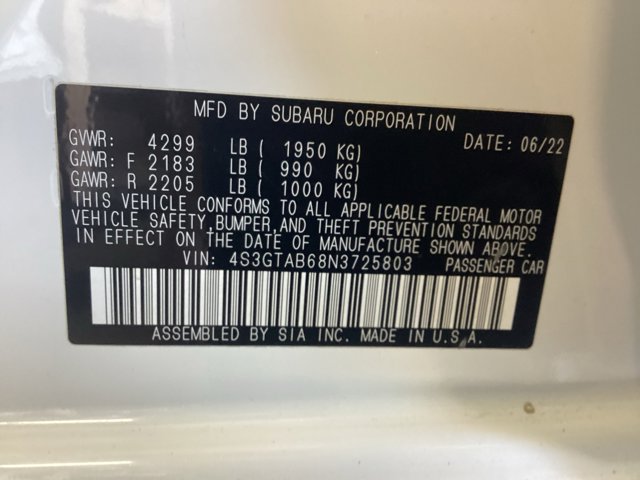 MFD BY SUBARU CORPORATION
GVWR: 4299 LB ( 1950 KG) DATE: 06/22
GAWR: F 2183 LB ( 990 KG)
GAWR: R 2205 LB ( 1000 KG)
THIS VEHICLE CONFORMS TO ALL APPLICABLE FEDERAL MOTOR
VEHICLE SAFETY, BUMPER, AND THEFT PREVENTION STANDARDS
IN EFFECT ON THE DATE OF MANUFACTURE SHOWN ABOVE.
VIN: 4S3GTAB68N3725803 PASSENGER CAR
ASSEMBLED BY SIA INC. MADE IN U.S.A.